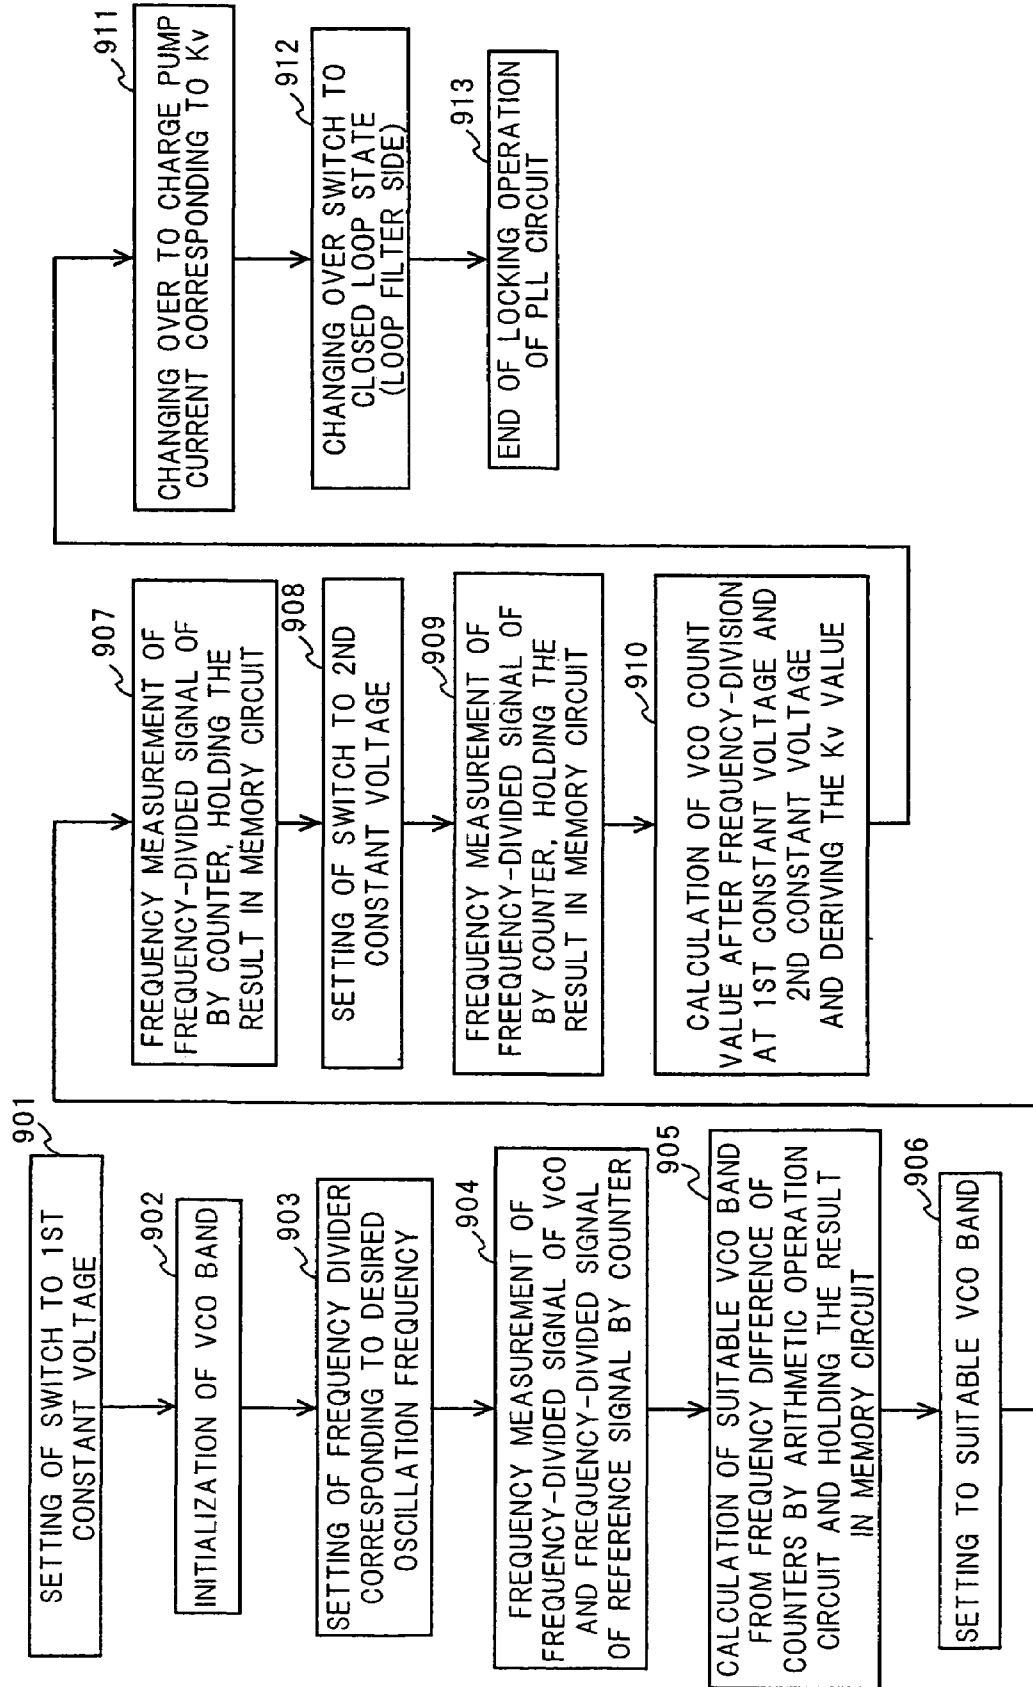 901
SETTING OF SWITCH TO 1ST
CONSTANT VOLTAGE
902
INITIALIZATION OF VCO BAND
903
SETTING OF FREQUENCY DIVIDER
CORRESPONDING TO DESIRED
OSCILLATION FREQUENCY
904
FREQUENCY MEASUREMENT OF
FREQUENCY-DIVIDED SIGNAL OF VCO
AND FREQUENCY-DIVIDED SIGNAL
OF REFERENCE SIGNAL BY COUNTER
905
CALCULATION OF SUITABLE VCO BAND
FROM FREQUENCY DIFFERENCE OF
COUNTERS BY ARITHMETIC OPERATION
CIRCUIT AND HOLDING THE RESULT
IN MEMORY CIRCUIT
906
SETTING TO SUITABLE VCO BAND
907
FREQUENCY MEASUREMENT OF
FREQUENCY-DIVIDED SIGNAL OF
BY COUNTER, HOLDING THE
RESULT IN MEMORY CIRCUIT
908
SETTING OF SWITCH TO 2ND
CONSTANT VOLTAGE
909
FREQUENCY MEASUREMENT OF
FREEQUENCY-DIVIDED SIGNAL OF
BY COUNTER, HOLDING THE
RESULT IN MEMORY CIRCUIT
910
CALCULATION OF VCO COUNT
VALUE AFTER FREQUENCY-DIVISION
AT 1ST CONSTANT VOLTAGE AND
2ND CONSTANT VOLTAGE
AND DERIVING THE Kv VALUE
911
CHANGING OVER TO CHARGE PUMP
CURRENT CORRESPONDING TO Kv
912
CHANGING OVER SWITCH TO
CLOSED LOOP STATE
(LOOP FILTER SIDE)
913
END OF LOCKING OPERATION
OF PLL CIRCUIT